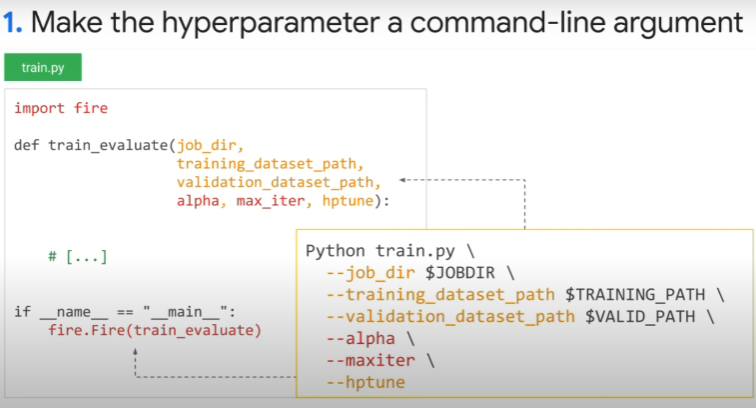 1. Make the hyperparameter a command-line argument
train.py
import fire
def train_evaluate(job_dir,
training_dataset_path,
validation_dataset_path,
alpha, max_iter, hptune):
# [...]
if __name__ == "__main__":
fire.Fire(train_evaluate)
Python train.py \
--job_dir $JOBDIR \
--training_dataset_path $TRAINING_PATH \
--validation_dataset_path $VALID_PATH \
--alpha \
--maxiter \
--hptune